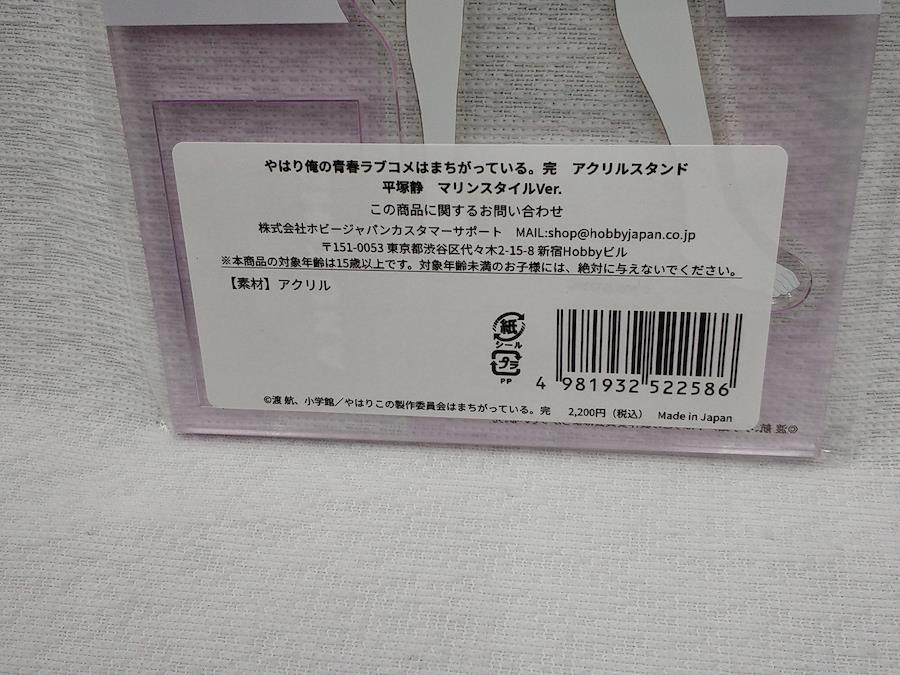 やはり俺の青春ラブコメはまちがっている。完　アクリルスタンド
平塚静　マリンスタイルVer.
この商品に関するお問い合わせ
株式会社ホビージャパンカスタマーサポート　MAIL:shop@hobbyjapan.co.jp
〒151-0053 東京都渋谷区代々木2-15-8 新宿Hobbyビル
※本商品の対象年齢は15歳以上です。対象年齢未満のお子様には、絶対に与えないでください。
【素材】アクリル
紙
シール
プラ
PP
4 981932 522586
©渡 航、小学館／やはりこの製作委員会はまちがっている。完　2,200円（税込）　Made in Japan